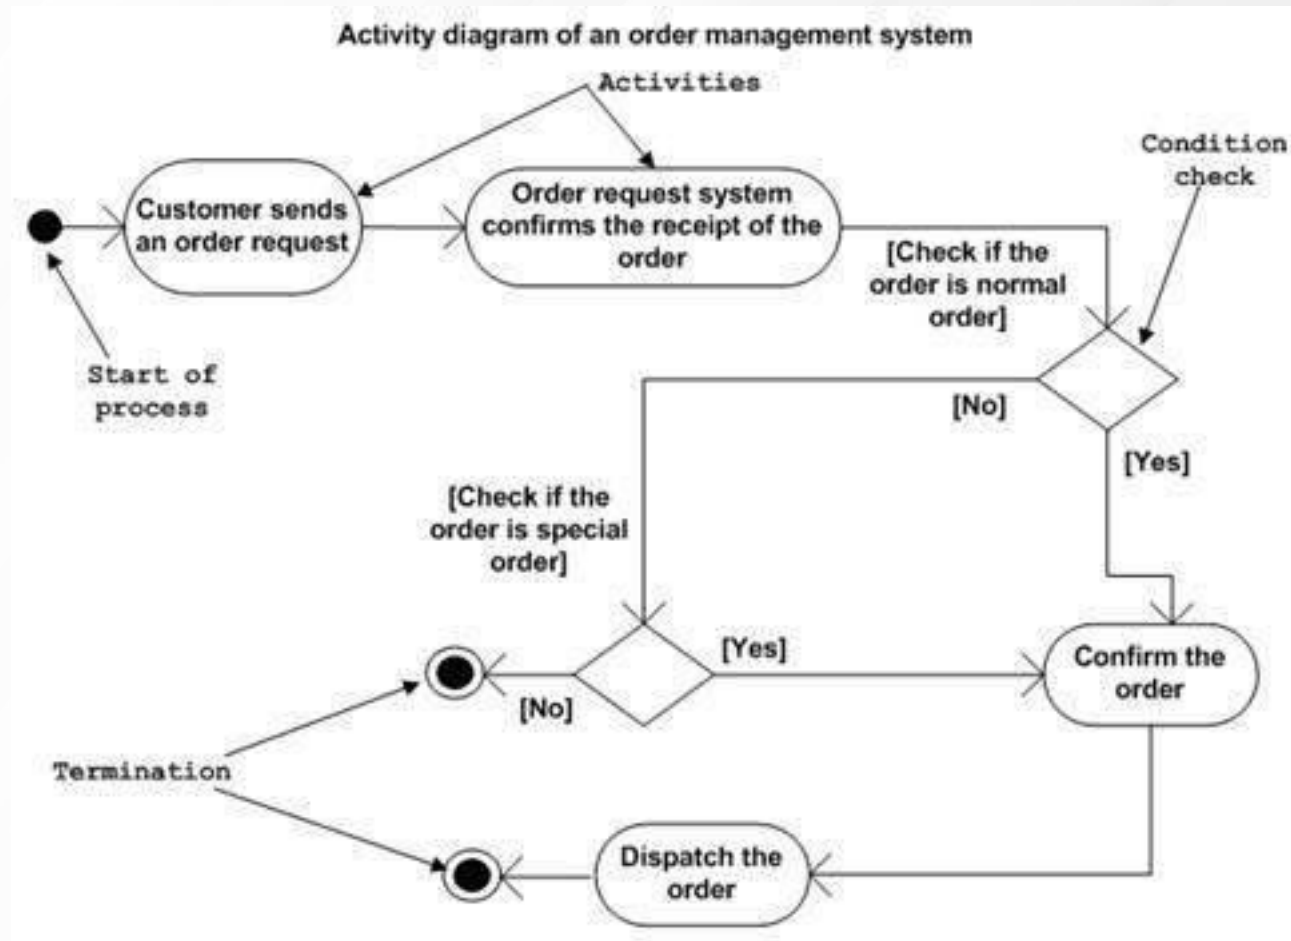 Activity diagram of an order management system
Activities
Condition
check
Customer sends
an order request
Order request system
confirms the receipt of the
order
[Check if the
order is normal
order]
Start of
process
[No]
[Yes]
[Check if the
order is special
order]
[Yes]
[No]
Confirm the
order
Termination
Dispatch the
order